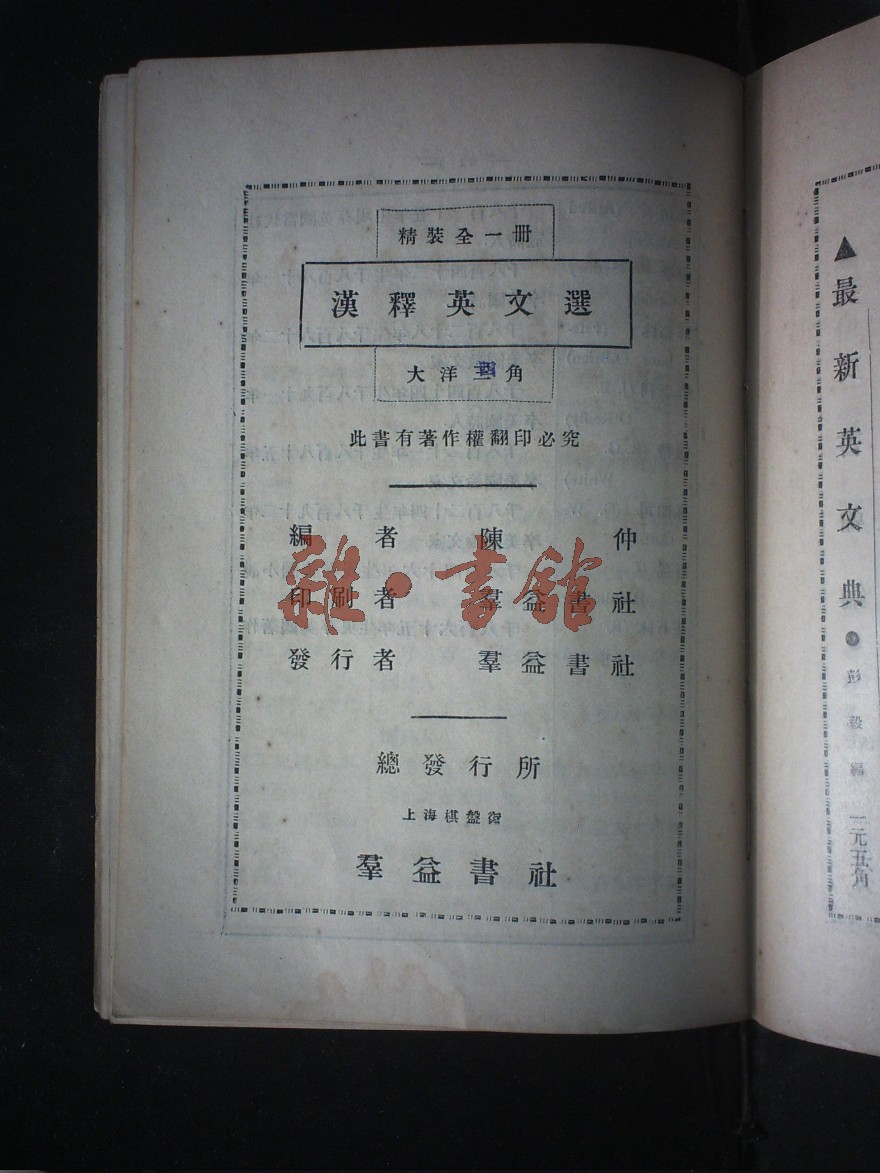 精裝全一冊
漢釋英文選
大洋角
此書有著作權翻印必究
編者 陳仲
印刷者 羣益書社
發行者 羣益書社
總發行所
上海棋盤街
羣益書社
雜·書館
▲最新英文典 編 一元五角